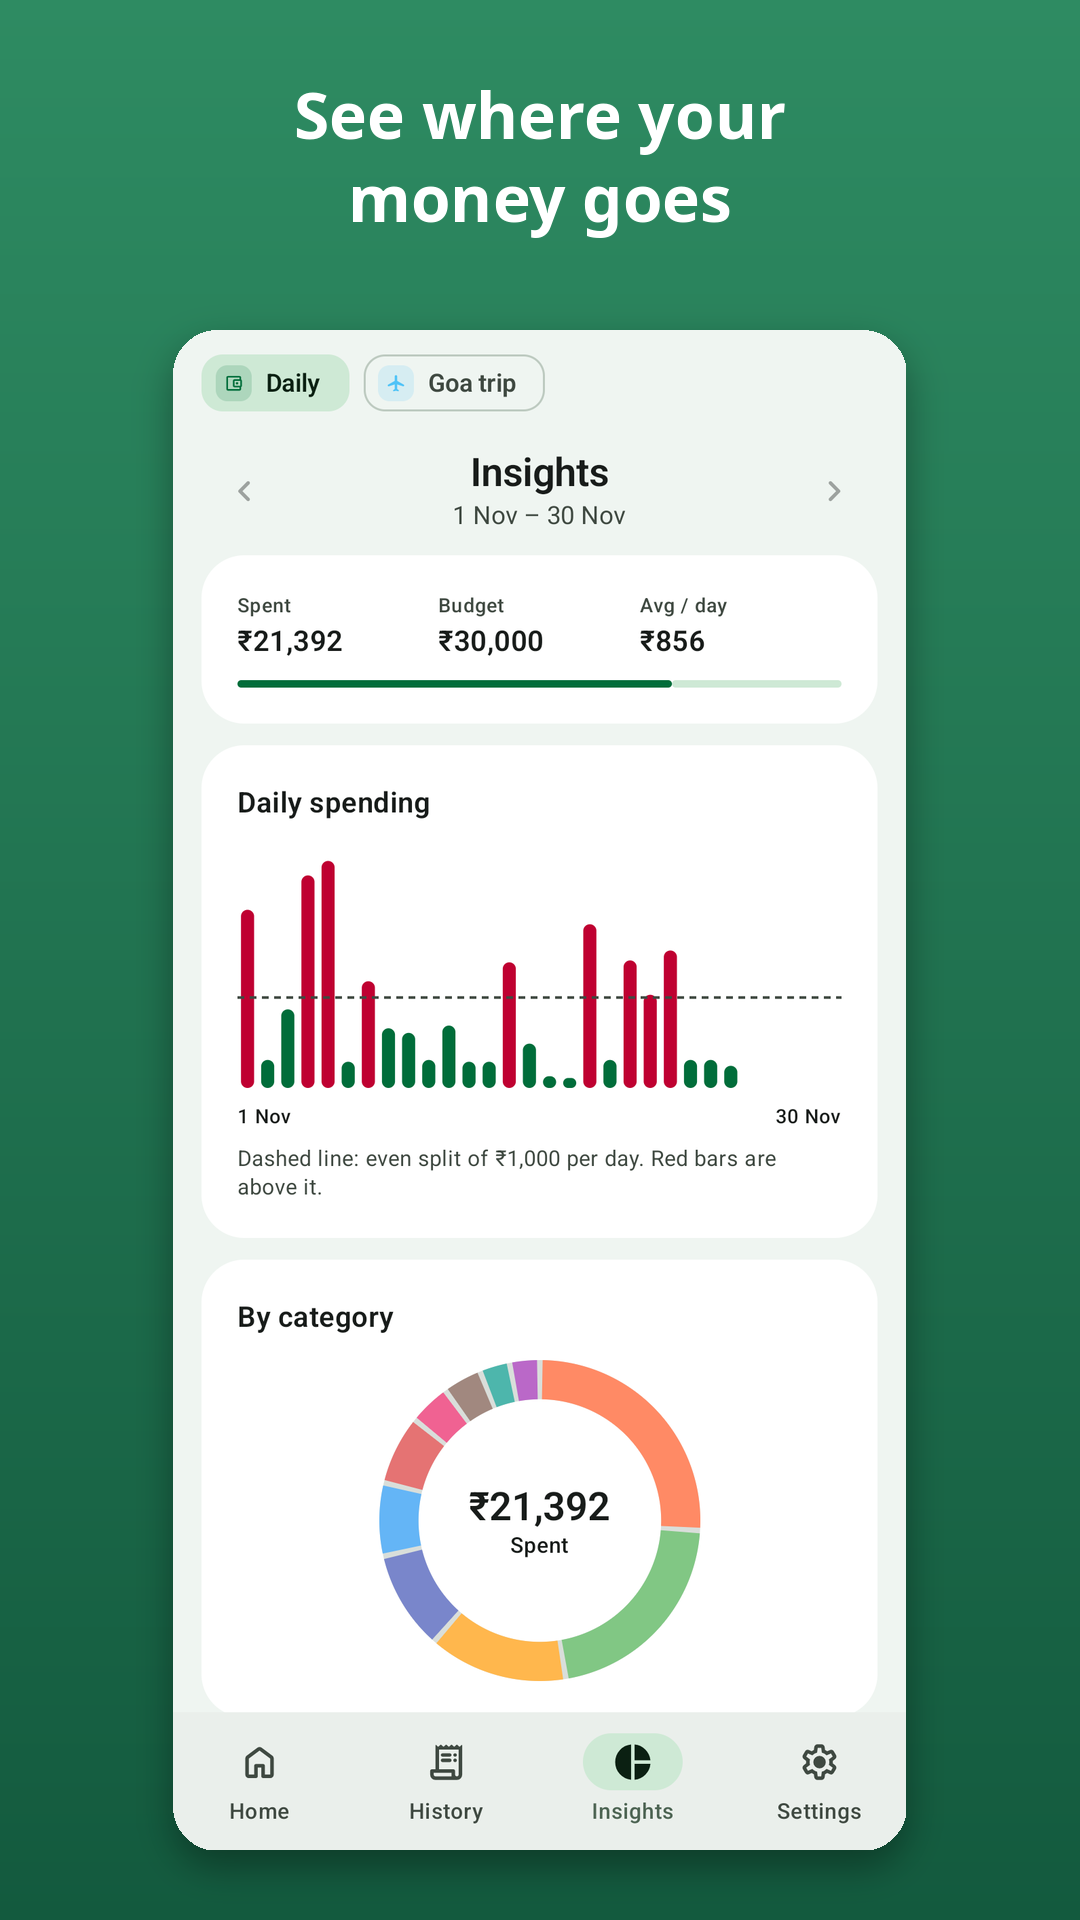 See where your
money goes
Daily
Goa trip
Insights
1 Nov – 30 Nov
Spent
Budget
Avg / day
₹21,392
₹30,000
₹856
Daily spending
1 Nov
30 Nov
Dashed line: even split of ₹1,000 per day. Red bars are
above it.
By category
₹21,392
Spent
Home
History
Insights
Settings